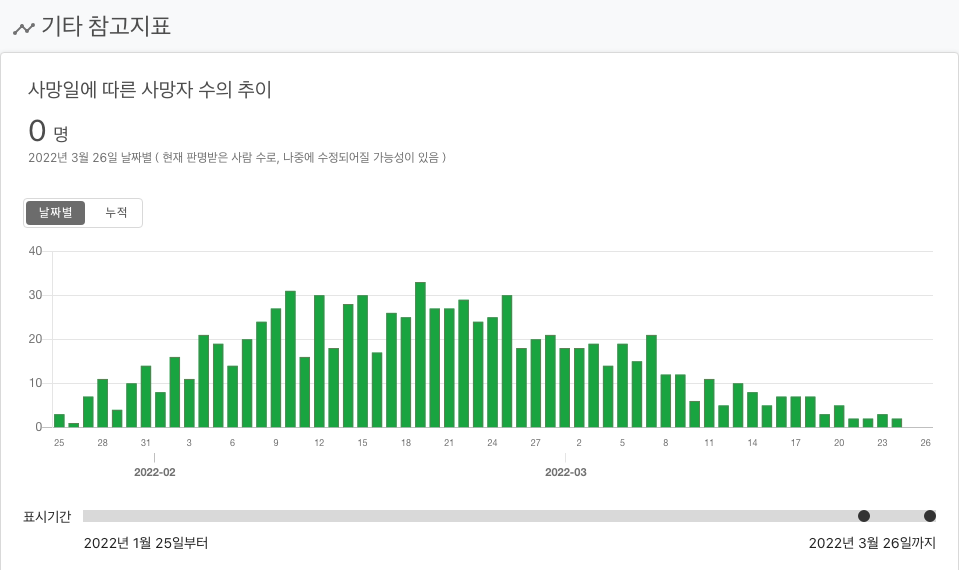 기타 참고지표
사망일에 따른 사망자 수의 추이
0 명
2022년 3월 26일 날짜별 ( 현재 판명받은 사람 수로, 나중에 수정되어질 가능성이 있음 )
날짜별 누적
40
30
20
10
0
25 28 31 3 6 9 12 15 18 21 24 27 2 5 8 11 14 17 20 23 26
2022-02 2022-03
표시기간
2022년 1월 25일부터 2022년 3월 26일까지